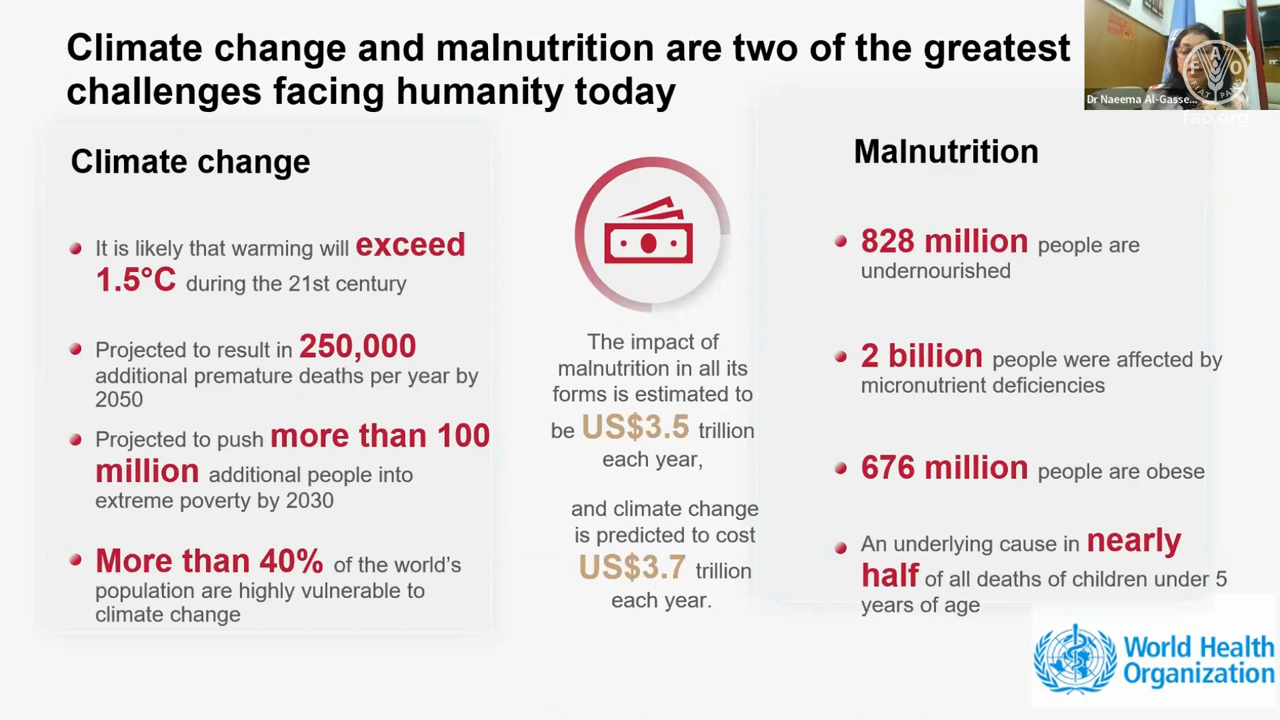 Climate change and malnutrition are two of the greatest
challenges facing humanity today
Dr Naeema Al-Gasse...
F A O
FIAT PANIS
fao.org
Climate change
It is likely that warming will exceed
1.5°C during the 21st century
Projected to result in 250,000
additional premature deaths per year by
2050
Projected to push more than 100
million additional people into
extreme poverty by 2030
More than 40% of the world's
population are highly vulnerable to
climate change
The impact of
malnutrition in all its
forms is estimated to
be US$3.5 trillion
each year,
and climate change
is predicted to cost
US$3.7 trillion
each year.
Malnutrition
828 million people are
undernourished
2 billion people were affected by
micronutrient deficiencies
676 million people are obese
An underlying cause in nearly
half of all deaths of children under 5
years of age
World Health
Organization